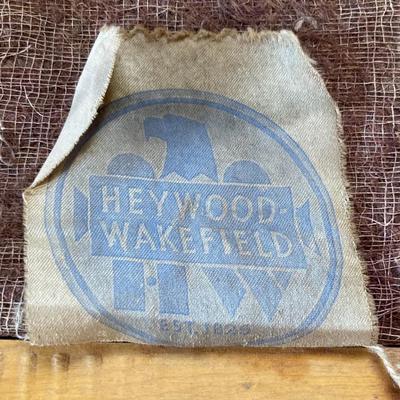 HEYWOOD-
WAKEFIELD
HW
EST. 1826